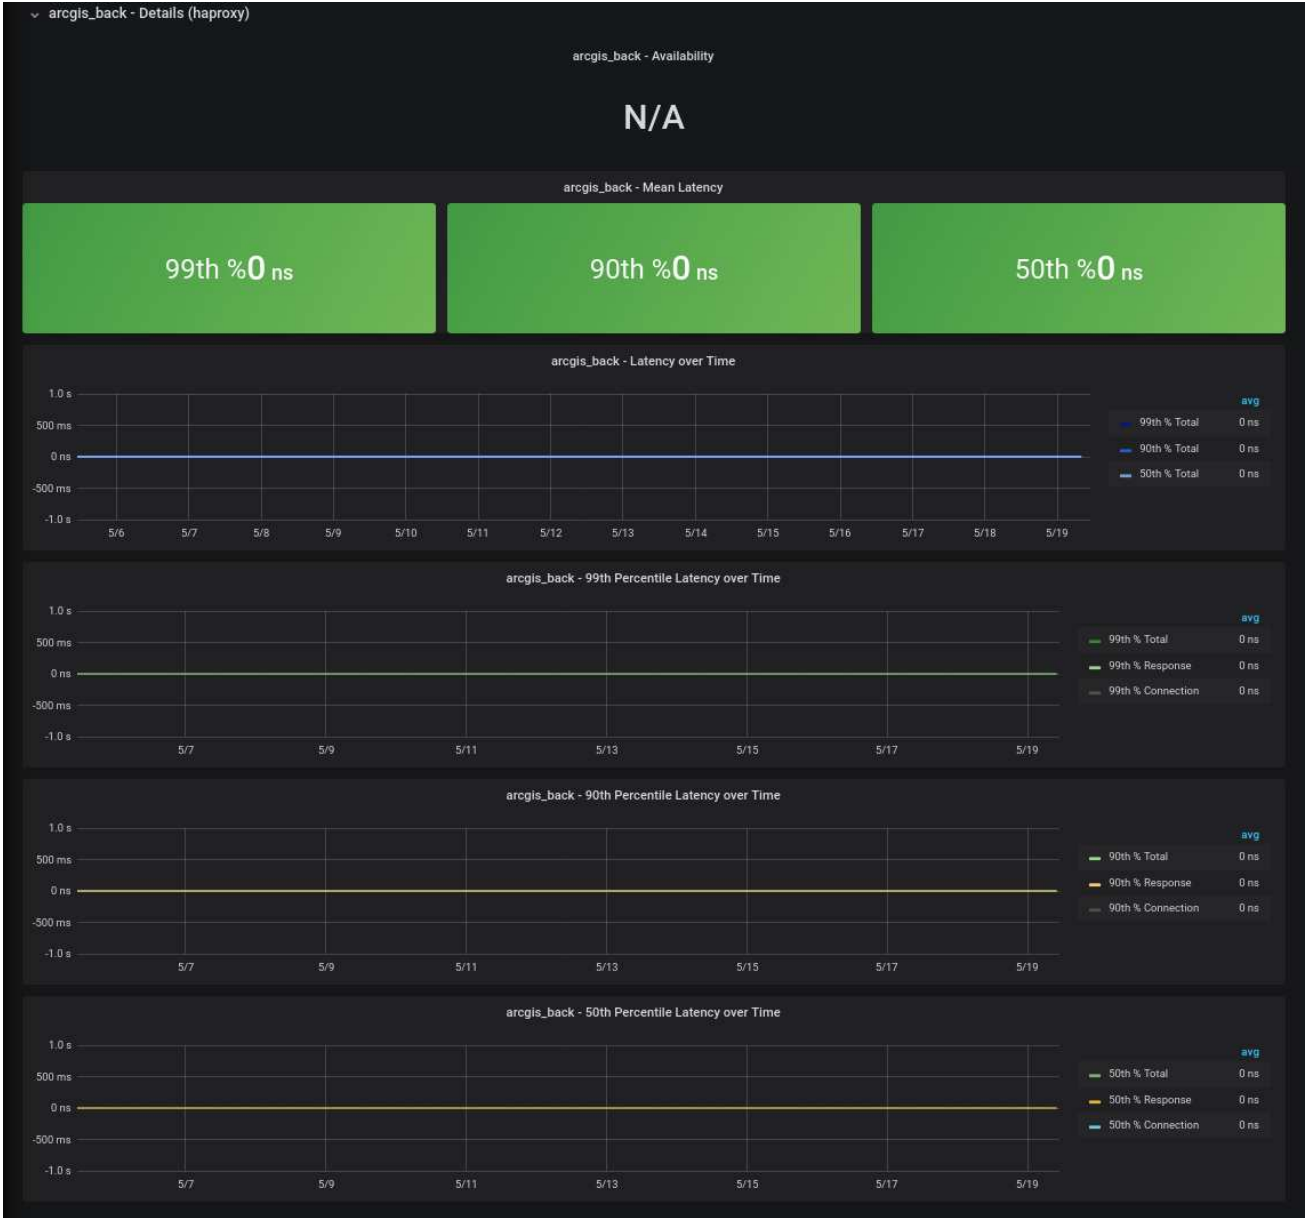 arcgis_back - Details (haproxy)
arcgis_back - Availability
N/A
arcgis_back - Mean Latency
99th %0 ns
90th %0 ns
50th %0 ns
arcgis_back - Latency over Time
1.0 s
500 ms
0 ns
-500 ms
-1.0 s
5/6 5/7 5/8 5/9 5/10 5/11 5/12 5/13 5/14 5/15 5/16 5/17 5/18 5/19
avg
99th % Total 0 ns
90th % Total 0 ns
50th % Total 0 ns
arcgis_back - 99th Percentile Latency over Time
1.0 s
500 ms
0 ns
-500 ms
-1.0 s
5/7 5/9 5/11 5/13 5/15 5/17 5/19
avg
99th % Total 0 ns
99th % Response 0 ns
99th % Connection 0 ns
arcgis_back - 90th Percentile Latency over Time
1.0 s
500 ms
0 ns
-500 ms
-1.0 s
5/7 5/9 5/11 5/13 5/15 5/17 5/19
avg
90th % Total 0 ns
90th % Response 0 ns
90th % Connection 0 ns
arcgis_back - 50th Percentile Latency over Time
1.0 s
500 ms
0 ns
-500 ms
-1.0 s
5/7 5/9 5/11 5/13 5/15 5/17 5/19
avg
50th % Total 0 ns
50th % Response 0 ns
50th % Connection 0 ns